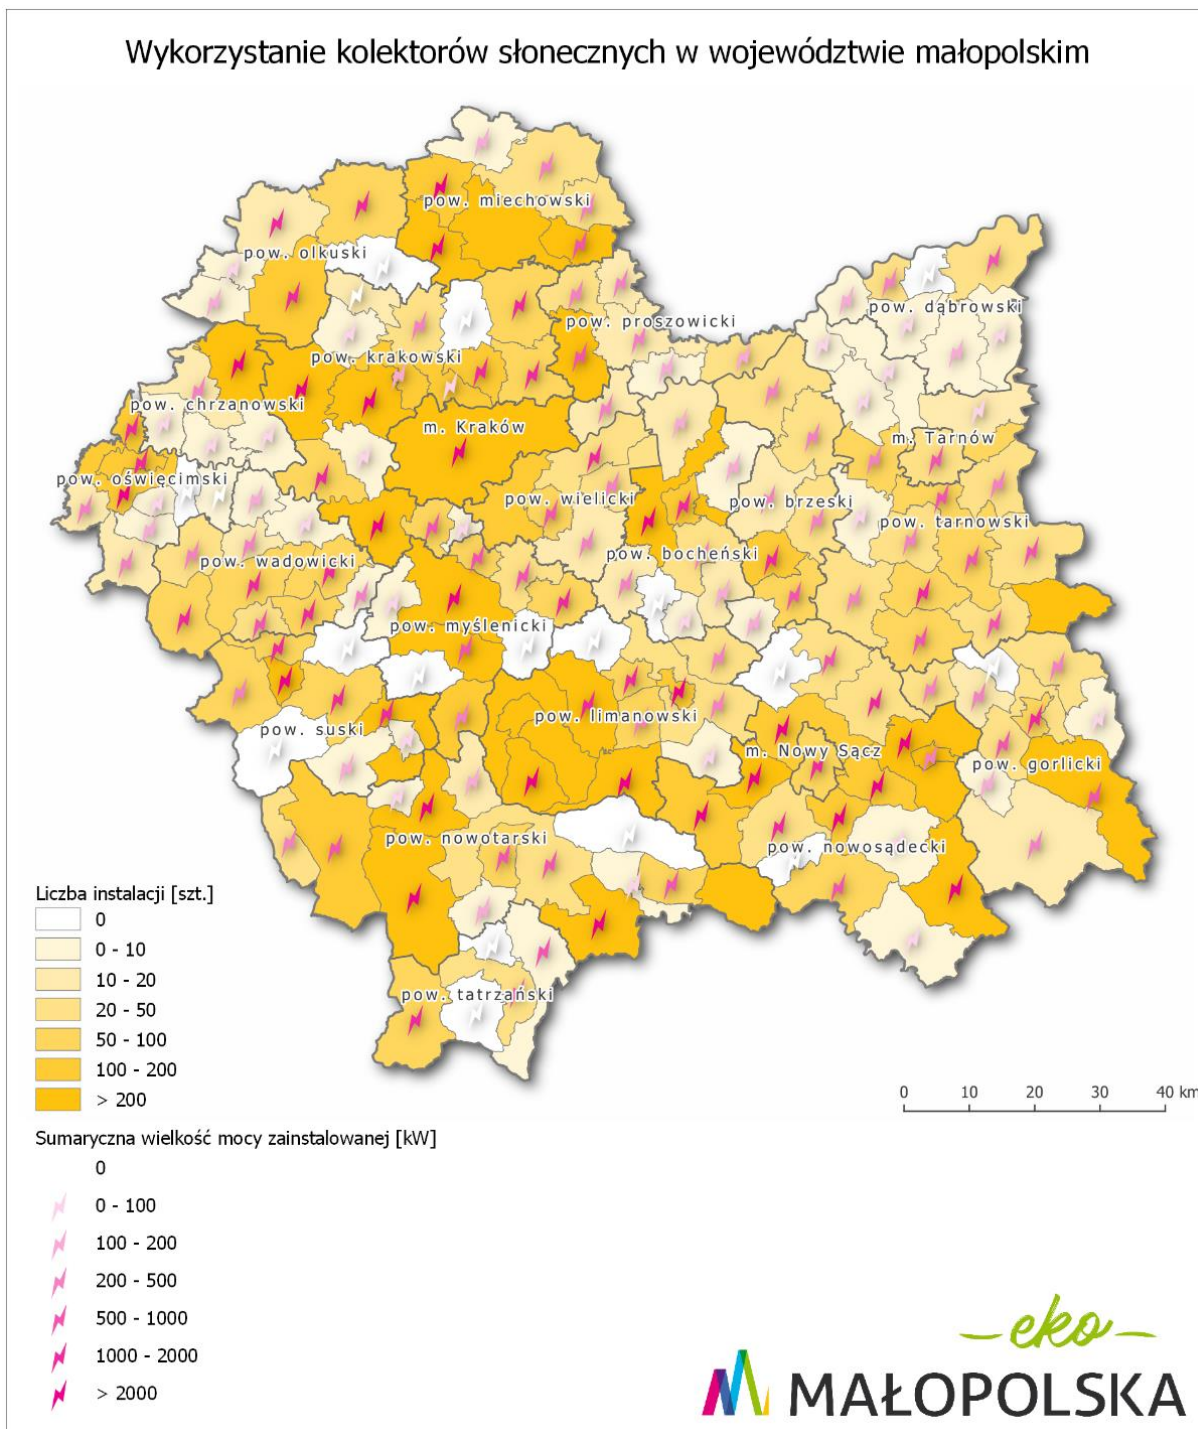 Wykorzystanie kolektorów słonecznych w województwie małopolskim
pow. miechowski
pow. olkuski
pow. dąbrowski
pow. proszowicki
pow. krakowski
pow. chrzanowski
m. Kraków
m. Tarnów
pow. oświęcimski
pow. wielicki
pow. brzeski
pow. tarnowski
pow. bocheński
pow. wadowicki
pow. myślenicki
pow. limanowski
pow. suski
m. Nowy Sącz
pow. gorlicki
pow. nowotarski
pow. nowosądecki
pow. tatrzański
Liczba instalacji [szt.]
0
0 - 10
10 - 20
20 - 50
50 - 100
100 - 200
> 200
0 10 20 30 40 km
Sumaryczna wielkość mocy zainstalowanej [kW]
0
0 - 100
100 - 200
200 - 500
500 - 1000
1000 - 2000
> 2000
eko
MAŁOPOLSKA